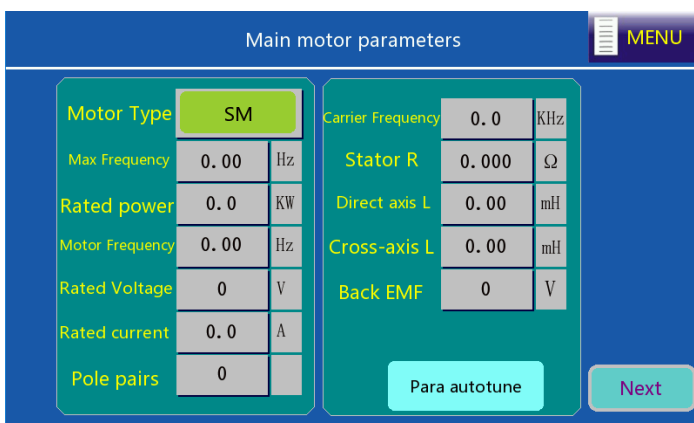 Main motor parameters
MENU
Motor Type SM
Max Frequency 0.00 Hz
Rated power 0.0 KW
Motor Frequency 0.00 Hz
Rated Voltage 0 V
Rated current 0.0 A
Pole pairs 0
Carrier Frequency 0.0 KHz
Stator R 0.000 Ω
Direct axis L 0.00 mH
Cross-axis L 0.00 mH
Back EMF 0 V
Para autotune
Next